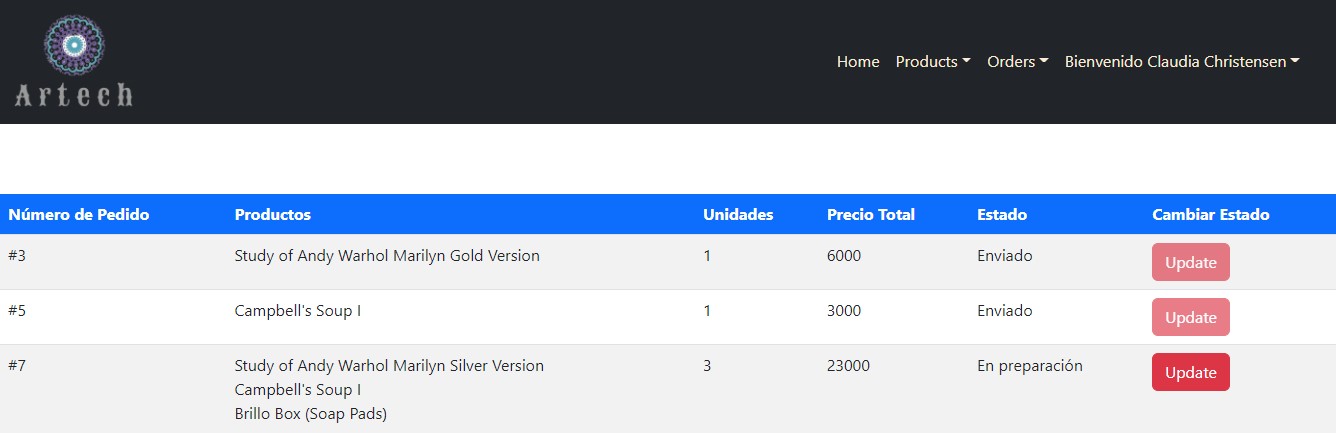 Artech
Home Products Orders Bienvenido Claudia Christensen
Número de Pedido Productos Unidades Precio Total Estado Cambiar Estado
#3 Study of Andy Warhol Marilyn Gold Version 1 6000 Enviado Update
#5 Campbell's Soup I 1 3000 Enviado Update
#7 Study of Andy Warhol Marilyn Silver Version 3 23000 En preparación Update
Campbell's Soup I
Brillo Box (Soap Pads)